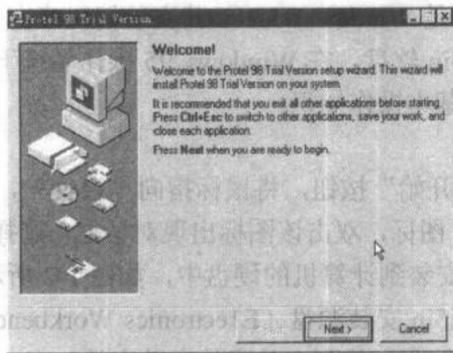 Protel 98 Trial Version
Welcome!
Welcome to the Protel 98 Trial Version setup wizard. This wizard will
install Protel 98 Trial Version on your system.
It is recommended that you exit all other applications before starting.
Press Ctrl+Esc to switch to other applications, save your work, and
close each application.
Press Next when you are ready to begin.
Next >
Cancel